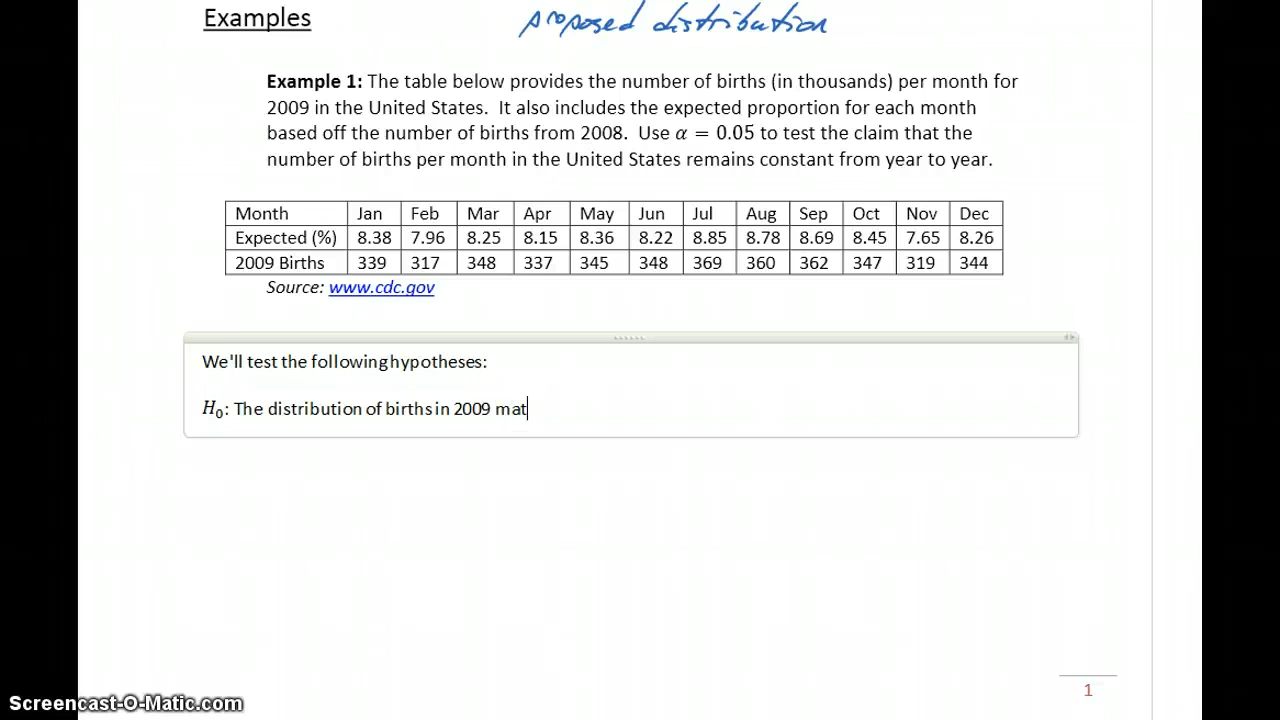 Examples
proposed distribution
Example 1: The table below provides the number of births (in thousands) per month for
2009 in the United States. It also includes the expected proportion for each month
based off the number of births from 2008. Use α = 0.05 to test the claim that the
number of births per month in the United States remains constant from year to year.
Month Jan Feb Mar Apr May Jun Jul Aug Sep Oct Nov Dec
Expected (%) 8.38 7.96 8.25 8.15 8.36 8.22 8.85 8.78 8.69 8.45 7.65 8.26
2009 Births 339 317 348 337 345 348 369 360 362 347 319 344
Source: www.cdc.gov
We'll test the following hypotheses:
H₀: The distribution of births in 2009 mat
1
Screencast-O-Matic.com